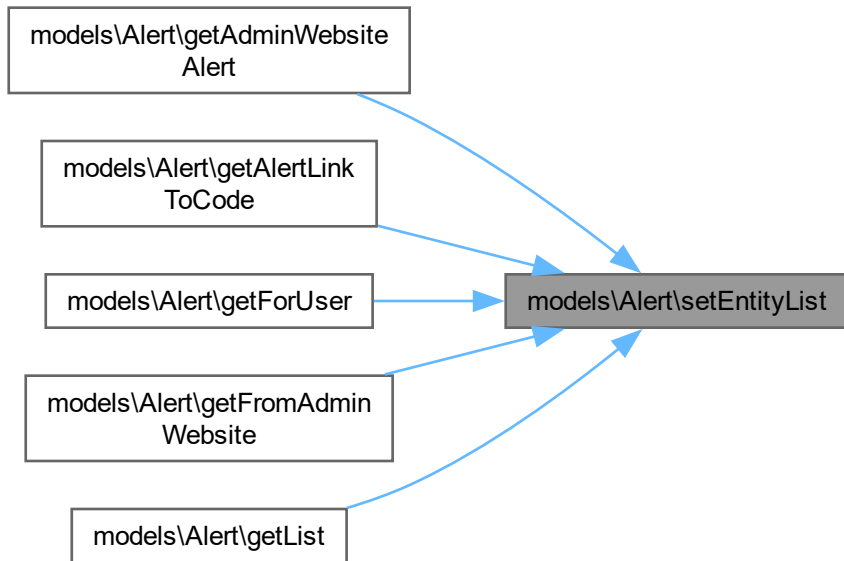 models\Alert\getAdminWebsite
Alert
models\Alert\getAlertLink
ToCode
models\Alert\getForUser
models\Alert\setEntityList
models\Alert\getFromAdmin
Website
models\Alert\getList